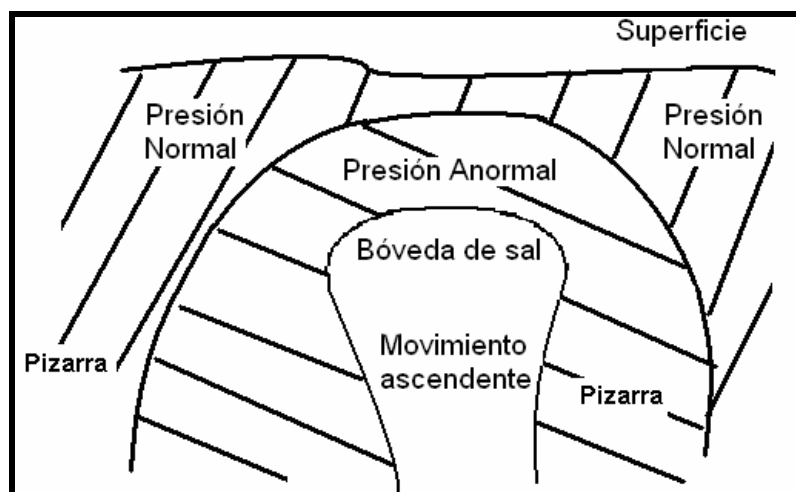 Superficie
Presión
Normal
Presión
Normal
Presión Anormal
Bóveda de sal
Movimiento
ascendente
Pizarra
Pizarra